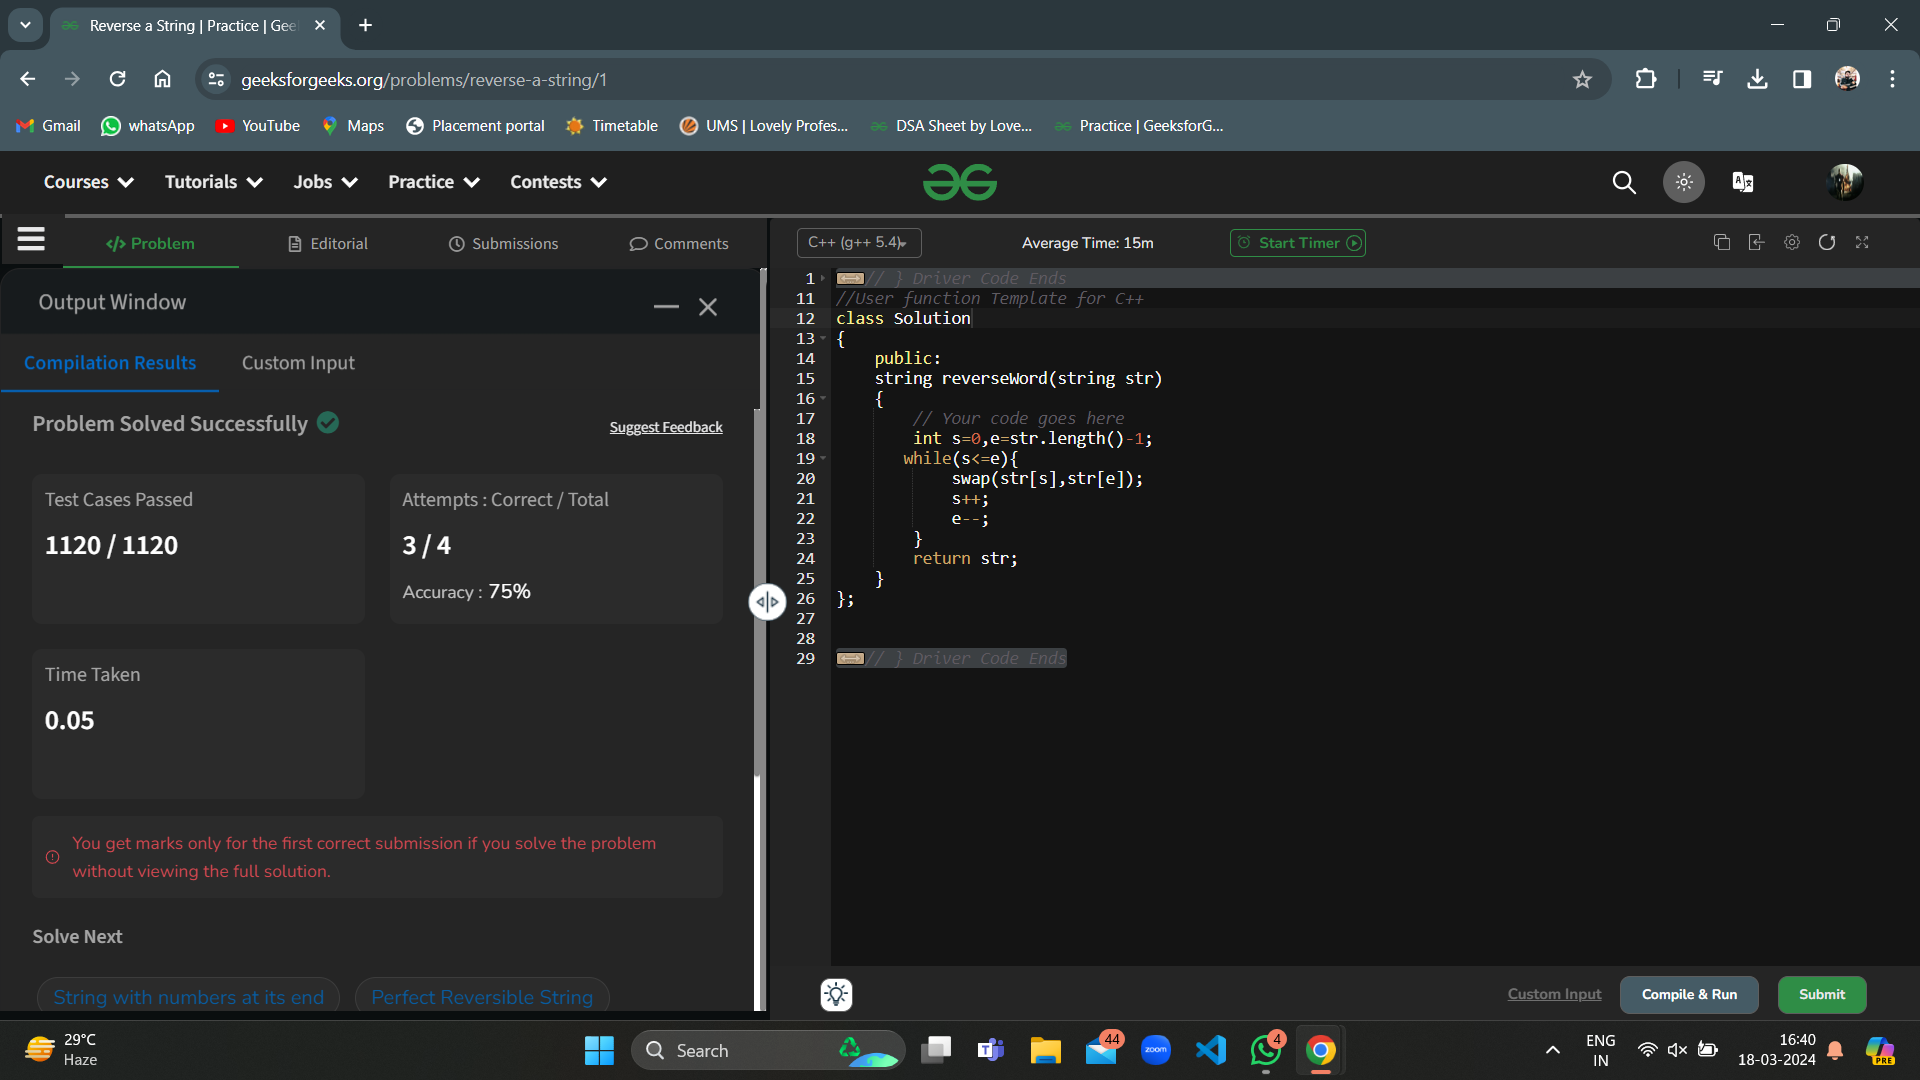 Reverse a String | Practice | Gee
geeksforgeeks.org/problems/reverse-a-string/1
Gmail
whatsApp
YouTube
Maps
Placement portal
Timetable
UMS | Lovely Profes...
DSA Sheet by Love...
Practice | GeeksforG...
Courses
Tutorials
Jobs
Practice
Contests
</> Problem
Editorial
Submissions
Comments
C++ (g++ 5.4)
Average Time: 15m
Start Timer
Output Window
Compilation Results
Custom Input
Problem Solved Successfully
Suggest Feedback
Test Cases Passed
1120 / 1120
Attempts : Correct / Total
3 / 4
Accuracy : 75%
Time Taken
0.05
You get marks only for the first correct submission if you solve the problem
without viewing the full solution.
Solve Next
String with numbers at its end
Perfect Reversible String
1 // } Driver Code Ends
11 //User function Template for C++
12 class Solution
13 {
14 public:
15 string reverseWord(string str)
16 {
17 // Your code goes here
18 int s=0,e=str.length()-1;
19 while(s<=e){
20 swap(str[s],str[e]);
21 s++;
22 e--;
23 }
24 return str;
25 }
26 };
27
28
29 // } Driver Code Ends
Custom Input
Compile & Run
Submit
29°C
Haze
Search
44
zoom
4
ENG
IN
16:40
18-03-2024
PRE